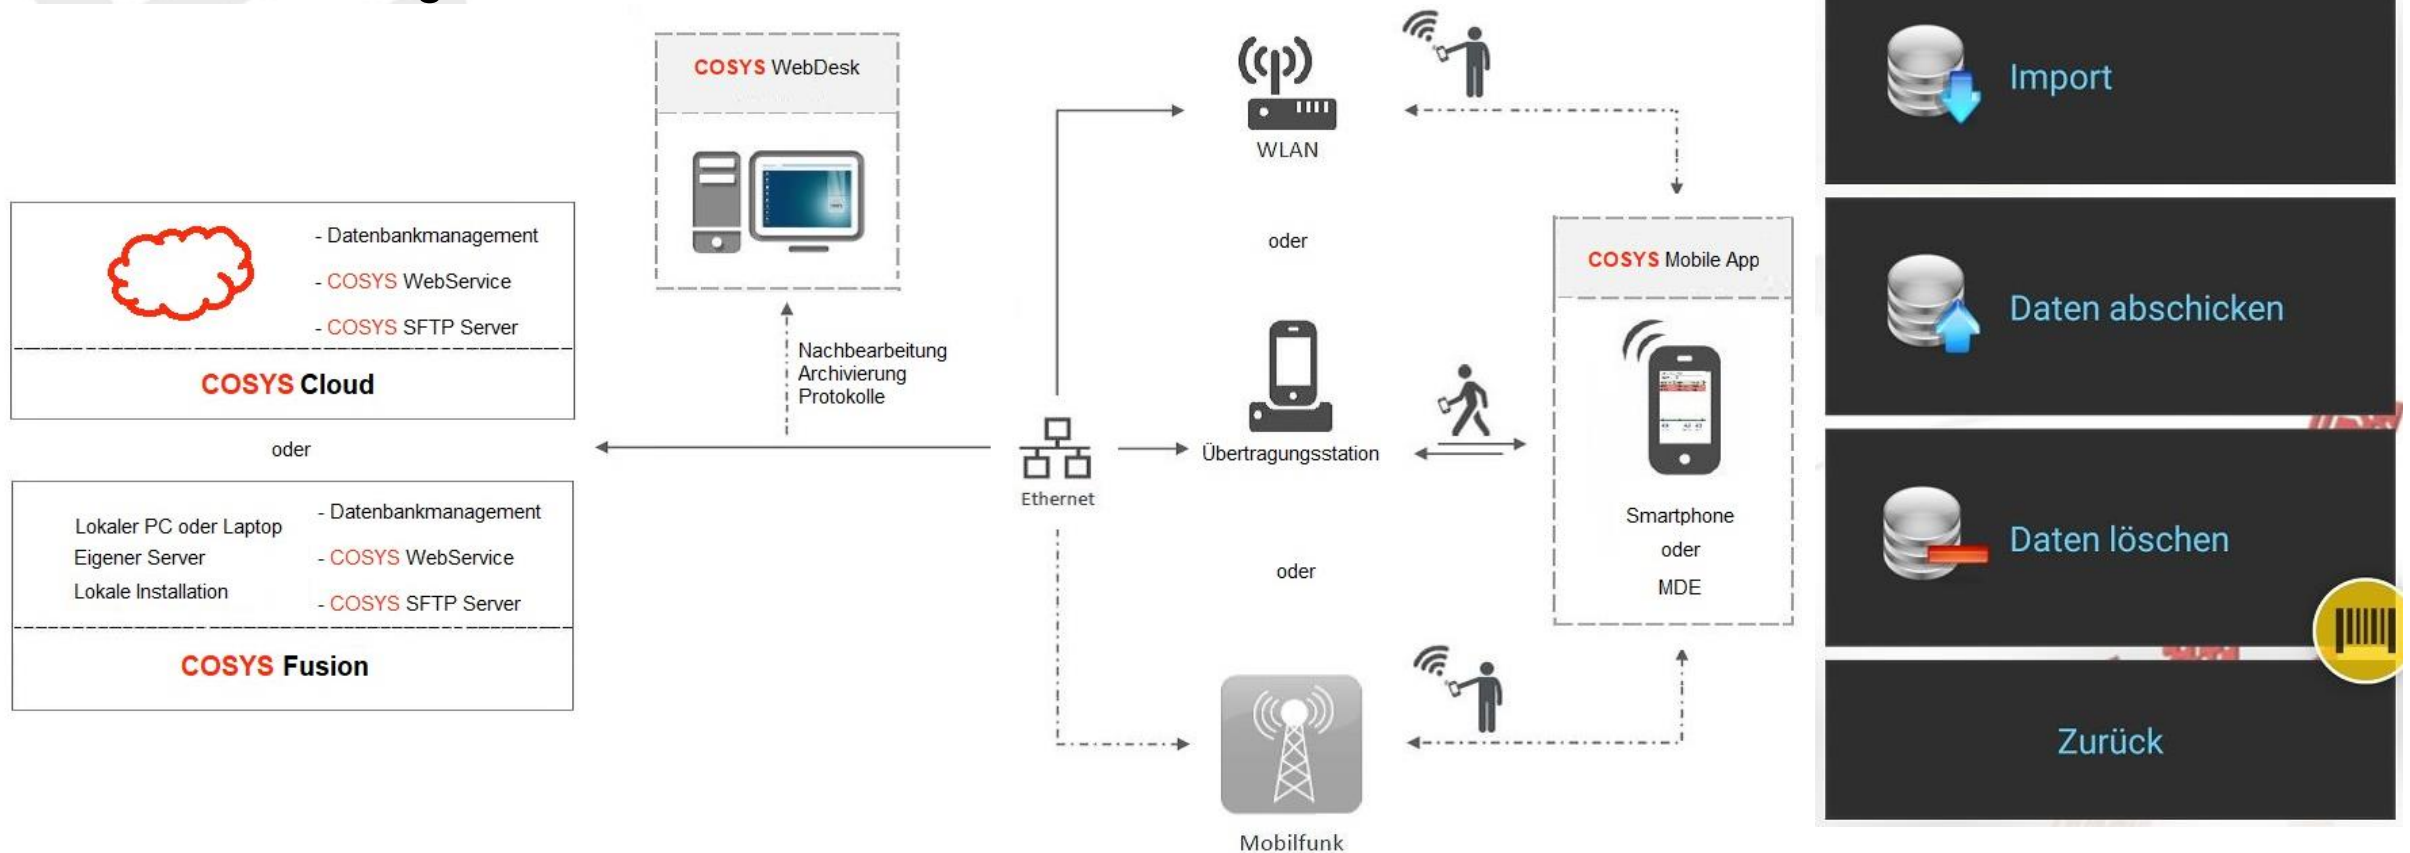 COSYS WebDesk
- Datenbankmanagement
- COSYS WebService
- COSYS SFTP Server
COSYS Cloud
oder
Lokaler PC oder Laptop
Eigener Server
Lokale Installation
- Datenbankmanagement
- COSYS WebService
- COSYS SFTP Server
COSYS Fusion
Nachbearbeitung
Archivierung
Protokolle
Ethernet
WLAN
oder
Übertragungsstation
oder
Mobilfunk
COSYS Mobile App
Smartphone
oder
MDE
Import
Daten abschicken
Daten löschen
Zurück